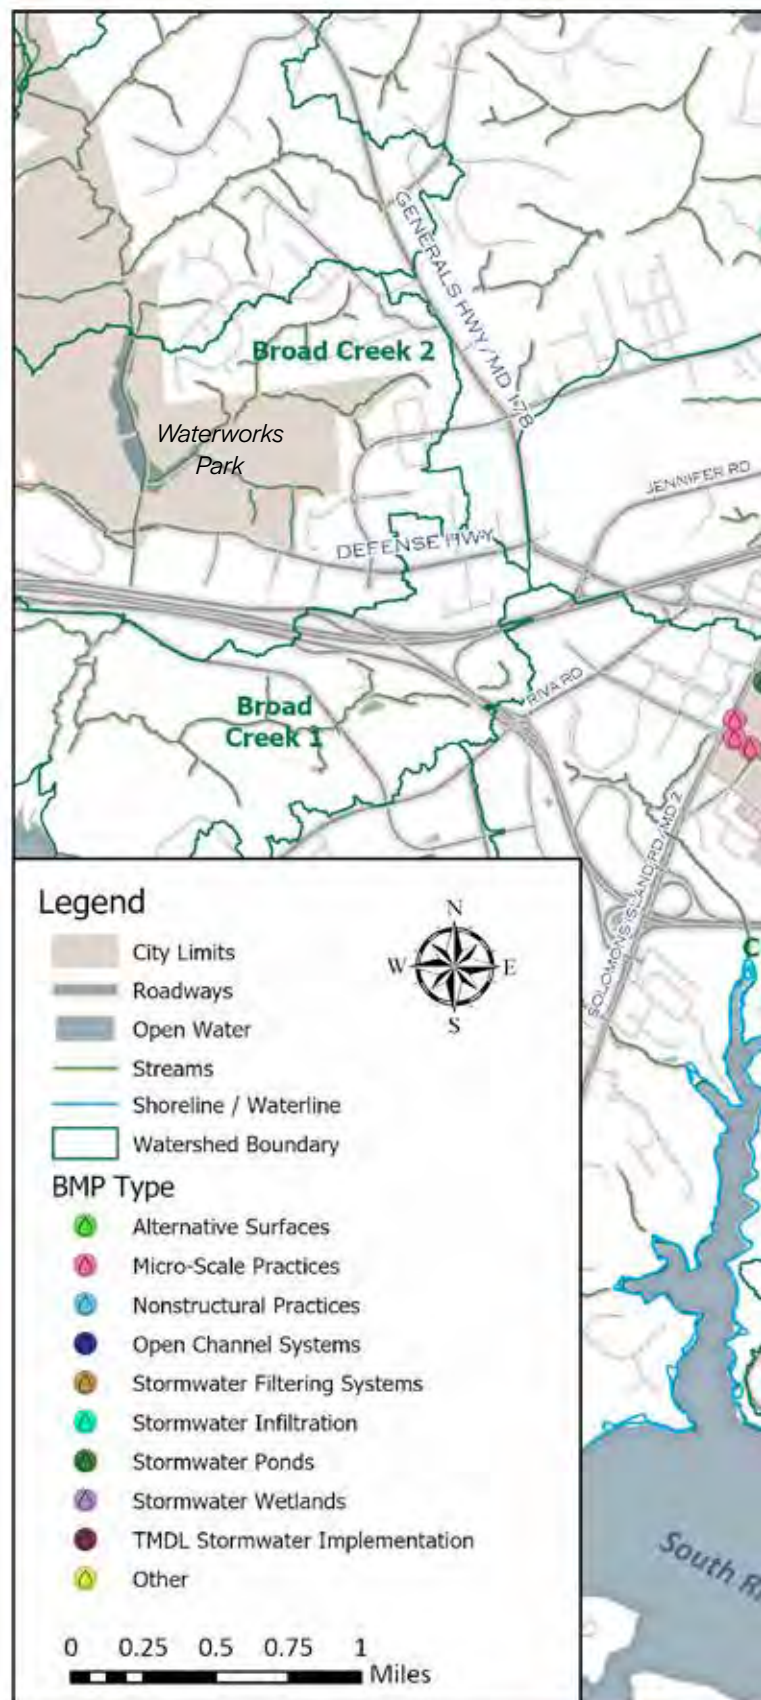 GENERALS HWY/MD 178
Broad Creek 2
Waterworks
Park
JENNIFER RD
DEFENSE HWY
RIVA RD
Broad
Creek 1
SOLOMONS ISLAND RD/MD 2
C
Legend
City Limits
Roadways
Open Water
Streams
Shoreline / Waterline
Watershed Boundary
N
W
E
S
BMP Type
Alternative Surfaces
Micro-Scale Practices
Nonstructural Practices
Open Channel Systems
Stormwater Filtering Systems
Stormwater Infiltration
Stormwater Ponds
Stormwater Wetlands
TMDL Stormwater Implementation
Other
0 0.25 0.5 0.75 1
Miles
South Ri